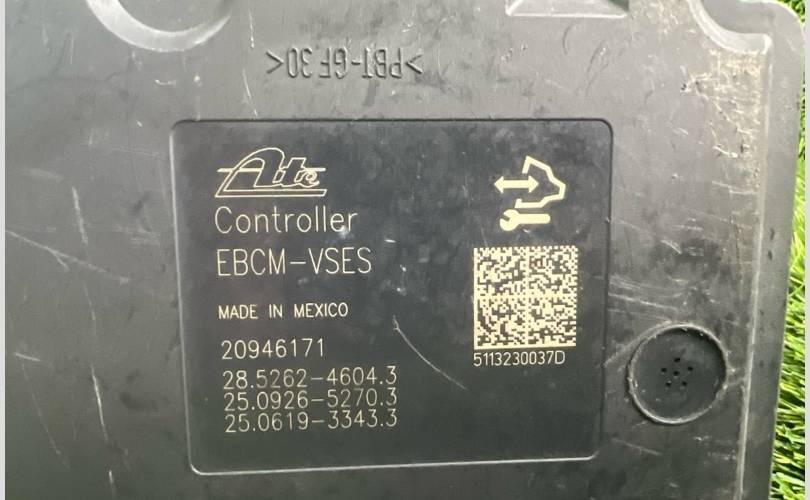 >PBT-GF30<
Ate
Controller
EBCM-VSES
MADE IN MEXICO
20946171
28.5262-4604.3
25.0926-5270.3
25.0619-3343.3
5113230037D